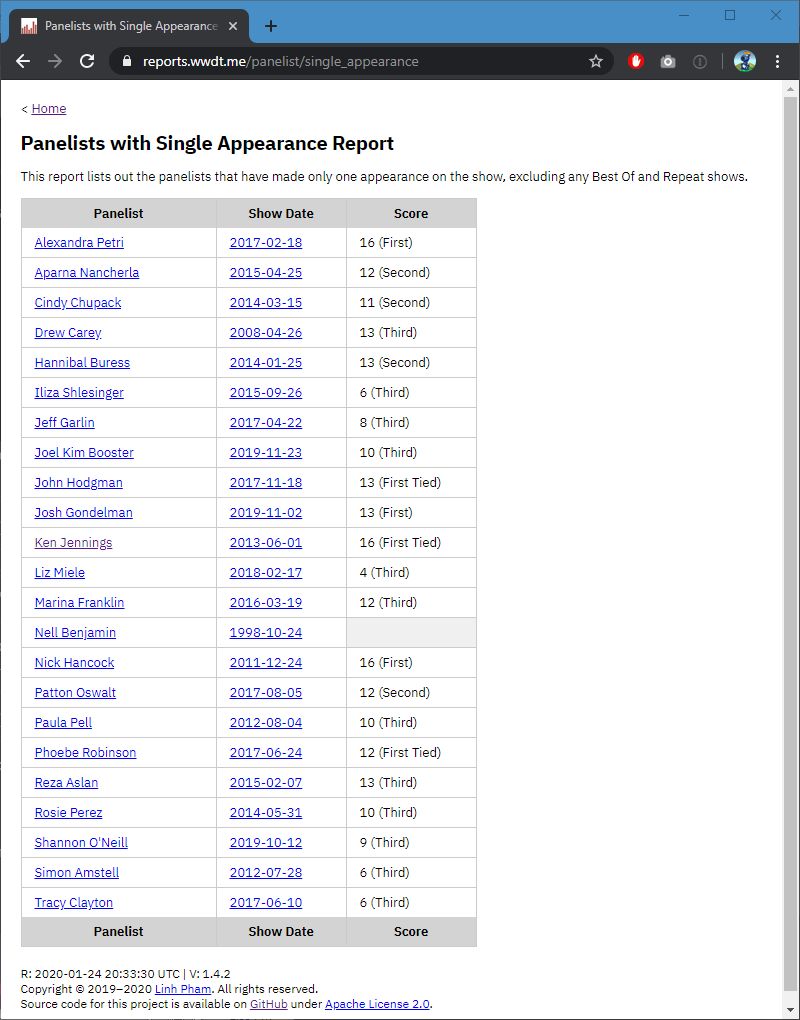 Panelists with Single Appearance
reports.wwdt.me/panelist/single_appearance
< Home
Panelists with Single Appearance Report
This report lists out the panelists that have made only one appearance on the show, excluding any Best Of and Repeat shows.
Panelist Show Date Score
Alexandra Petri 2017-02-18 16 (First)
Aparna Nancherla 2015-04-25 12 (Second)
Cindy Chupack 2014-03-15 11 (Second)
Drew Carey 2008-04-26 13 (Third)
Hannibal Buress 2014-01-25 13 (Second)
Iliza Shlesinger 2015-09-26 6 (Third)
Jeff Garlin 2017-04-22 8 (Third)
Joel Kim Booster 2019-11-23 10 (Third)
John Hodgman 2017-11-18 13 (First Tied)
Josh Gondelman 2019-11-02 13 (First)
Ken Jennings 2013-06-01 16 (First Tied)
Liz Miele 2018-02-17 4 (Third)
Marina Franklin 2016-03-19 12 (Third)
Nell Benjamin 1998-10-24
Nick Hancock 2011-12-24 16 (First)
Patton Oswalt 2017-08-05 12 (Second)
Paula Pell 2012-08-04 10 (Third)
Phoebe Robinson 2017-06-24 12 (First Tied)
Reza Aslan 2015-02-07 13 (Third)
Rosie Perez 2014-05-31 10 (Third)
Shannon O'Neill 2019-10-12 9 (Third)
Simon Amstell 2012-07-28 6 (Third)
Tracy Clayton 2017-06-10 6 (Third)
Panelist Show Date Score
R: 2020-01-24 20:33:30 UTC | V: 1.4.2
Copyright © 2019–2020 Linh Pham. All rights reserved.
Source code for this project is available on GitHub under Apache License 2.0.